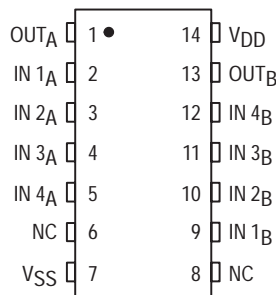 OUTA 1 14 VDD
IN 1A 2 13 OUTB
IN 2A 3 12 IN 4B
IN 3A 4 11 IN 3B
IN 4A 5 10 IN 2B
NC 6 9 IN 1B
VSS 7 8 NC